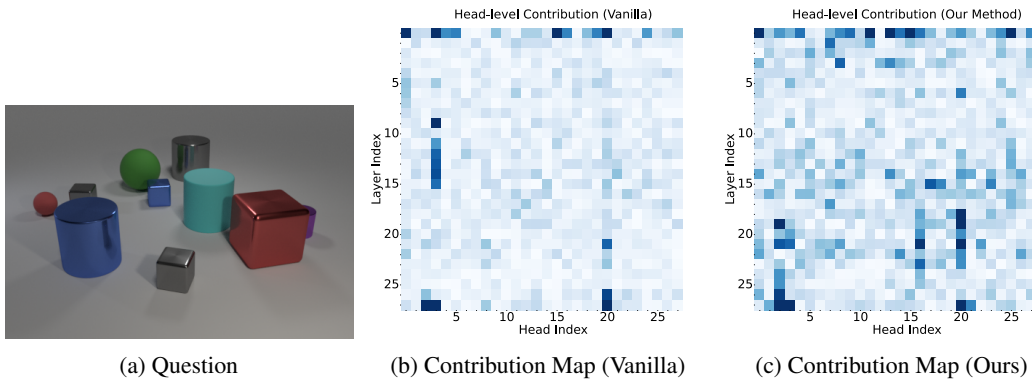 Head-level Contribution (Vanilla)
Layer Index
5
10
15
20
25
5 10 15 20 25
Head Index
Head-level Contribution (Our Method)
Layer Index
5
10
15
20
25
5 10 15 20 25
Head Index
(a) Question
(b) Contribution Map (Vanilla)
(c) Contribution Map (Ours)